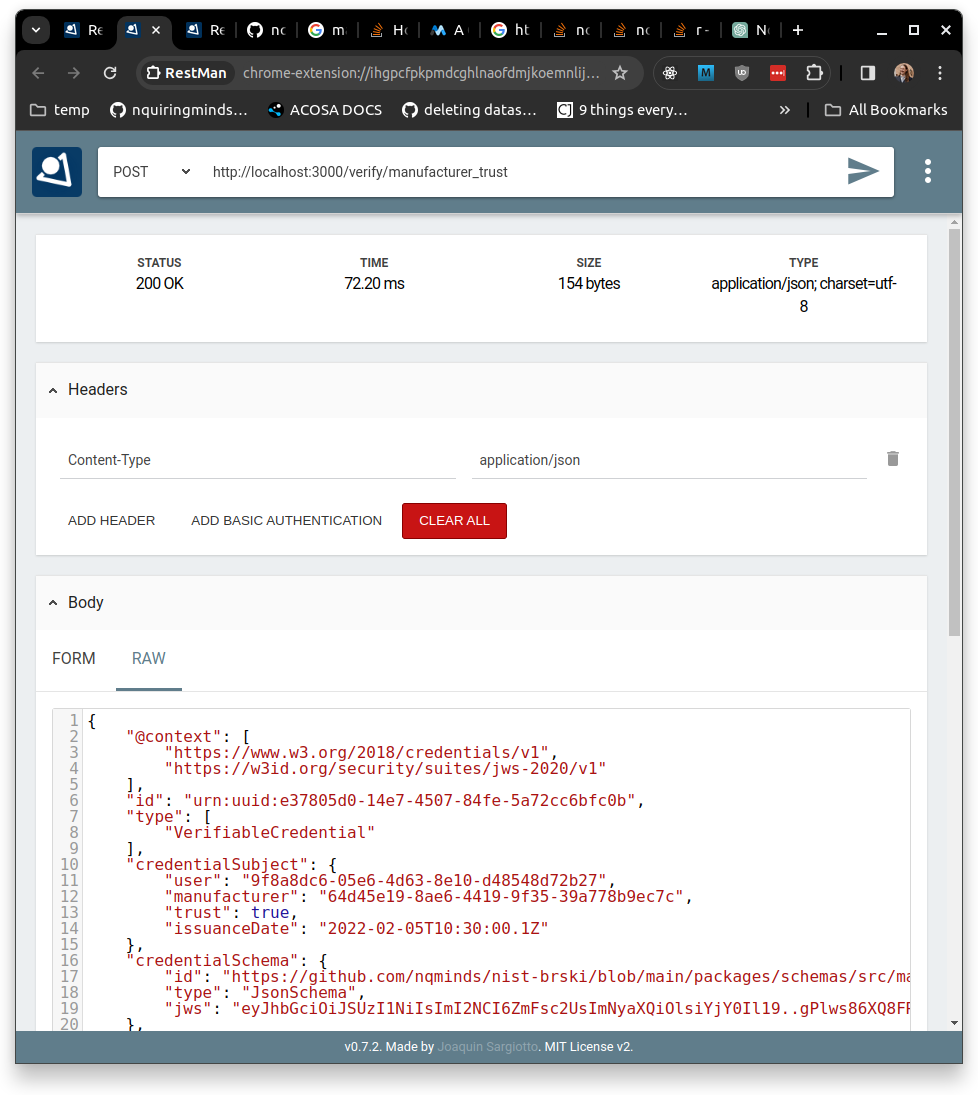 Re
Re
nc
m
Ho
A
ht
nc
nc
r -
N
RestMan
chrome-extension://ihgpcfpkpmdcghlnaofdmjkoemnlij…
temp
nquiringminds…
ACOSA DOCS
deleting datas…
9 things every…
»
All Bookmarks
POST
http://localhost:3000/verify/manufacturer_trust
STATUS TIME SIZE TYPE
200 OK 72.20 ms 154 bytes application/json; charset=utf-
8
Headers
Content-Type application/json
ADD HEADER ADD BASIC AUTHENTICATION CLEAR ALL
Body
FORM RAW
1 {
2 "@context": [
3 "https://www.w3.org/2018/credentials/v1",
4 "https://w3id.org/security/suites/jws-2020/v1"
5 ],
6 "id": "urn:uuid:e37805d0-14e7-4507-84fe-5a72cc6bfc0b",
7 "type": [
8 "VerifiableCredential"
9 ],
10 "credentialSubject": {
11 "user": "9f8a8dc6-05e6-4d63-8e10-d48548d72b27",
12 "manufacturer": "64d45e19-8ae6-4419-9f35-39a778b9ec7c",
13 "trust": true,
14 "issuanceDate": "2022-02-05T10:30:00.1Z"
15 },
16 "credentialSchema": {
17 "id": "https://github.com/nqminds/nist-brski/blob/main/packages/schemas/src/ma
18 "type": "JsonSchema",
19 "jws": "eyJhbGciOiJSUzI1NiIsImI2NCI6ZmFsc2UsImNyaXQiOlsiYjY0Il19..gPlws86XQ8FF
20 },
v0.7.2. Made by Joaquin Sargiotto. MIT License v2.